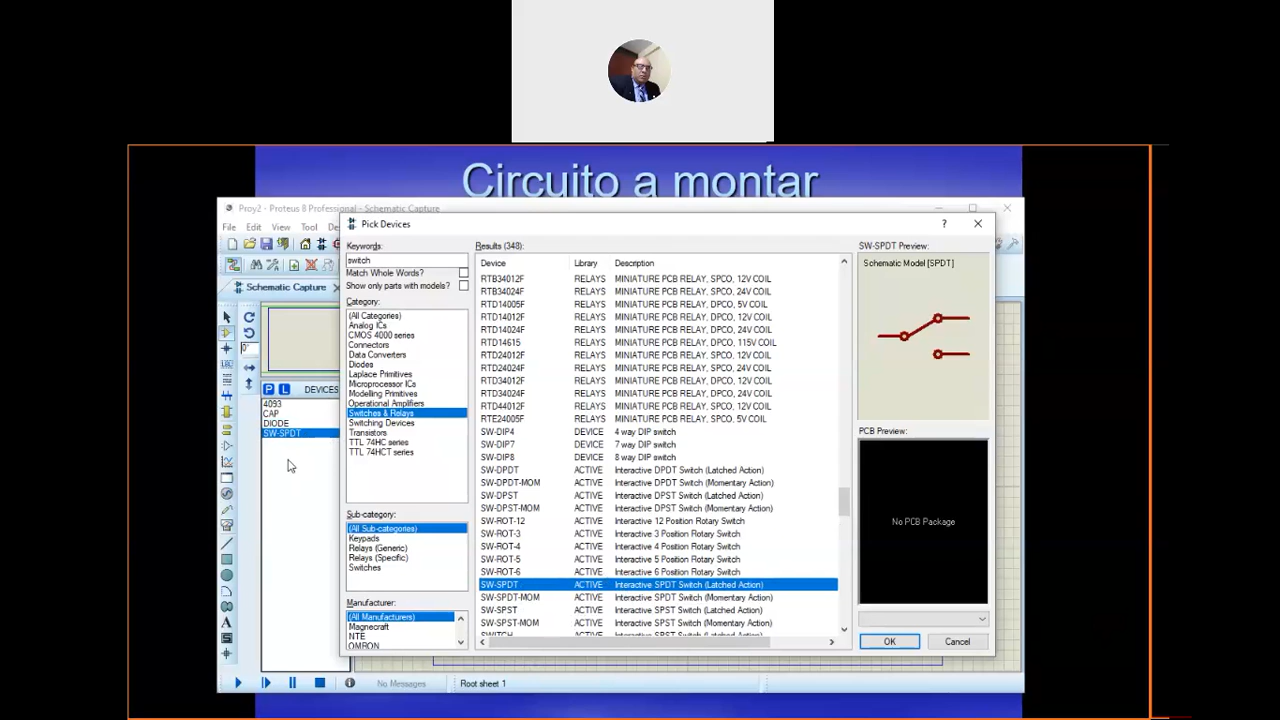 Circuito a montar
Proy2 - Proteus 8 Professional - Schematic Capture
File Edit View Tool De
Schematic Capture
0°
P L DEVICES
4093
CAP
DIODE
SW-SPDT
No Messages
Root sheet 1
Pick Devices
Keywords:
switch
Match Whole Words?
Show only parts with models?
Category:
(All Categories)
Analog ICs
CMOS 4000 series
Connectors
Data Converters
Diodes
Laplace Primitives
Microprocessor ICs
Modelling Primitives
Operational Amplifiers
Switches & Relays
Switching Devices
Transistors
TTL 74HC series
TTL 74HCT series
Sub-category:
(All Sub-categories)
Keypads
Relays (Generic)
Relays (Specific)
Switches
Manufacturer:
(All Manufacturers)
Magnecraft
NTE
OMRON
Results (348):
Device Library Description
RTB34012F RELAYS MINIATURE PCB RELAY, SPCO, 12V COIL
RTB34024F RELAYS MINIATURE PCB RELAY, SPCO, 24V COIL
RTD14005F RELAYS MINIATURE PCB RELAY, DPCO, 5V COIL
RTD14012F RELAYS MINIATURE PCB RELAY, DPCO, 12V COIL
RTD14024F RELAYS MINIATURE PCB RELAY, DPCO, 24V COIL
RTD14615 RELAYS MINIATURE PCB RELAY, DPCO, 115V COIL
RTD24012F RELAYS MINIATURE PCB RELAY, SPCO, 12V COIL
RTD24024F RELAYS MINIATURE PCB RELAY, SPCO, 24V COIL
RTD34012F RELAYS MINIATURE PCB RELAY, SPCO, 12V COIL
RTD34024F RELAYS MINIATURE PCB RELAY, SPCO, 24V COIL
RTD44012F RELAYS MINIATURE PCB RELAY, SPCO, 12V COIL
RTE24005F RELAYS MINIATURE PCB RELAY, DPCO, 5V COIL
SW-DIP4 DEVICE 4 way DIP switch
SW-DIP7 DEVICE 7 way DIP switch
SW-DIP8 DEVICE 8 way DIP switch
SW-DPDT ACTIVE Interactive DPDT Switch (Latched Action)
SW-DPDT-MOM ACTIVE Interactive DPDT Switch (Momentary Action)
SW-DPST ACTIVE Interactive DPST Switch (Latched Action)
SW-DPST-MOM ACTIVE Interactive DPST Switch (Momentary Action)
SW-ROT-12 ACTIVE Interactive 12 Position Rotary Switch
SW-ROT-3 ACTIVE Interactive 3 Position Rotary Switch
SW-ROT-4 ACTIVE Interactive 4 Position Rotary Switch
SW-ROT-5 ACTIVE Interactive 5 Position Rotary Switch
SW-ROT-6 ACTIVE Interactive 6 Position Rotary Switch
SW-SPDT ACTIVE Interactive SPDT Switch (Latched Action)
SW-SPDT-MOM ACTIVE Interactive SPDT Switch (Momentary Action)
SW-SPST ACTIVE Interactive SPST Switch (Latched Action)
SW-SPST-MOM ACTIVE Interactive SPST Switch (Momentary Action)
SWITCH ACTIVE Interactive SPST Switch (Latched Action)
SW-SPDT Preview:
Schematic Model [SPDT]
PCB Preview:
No PCB Package
OK Cancel